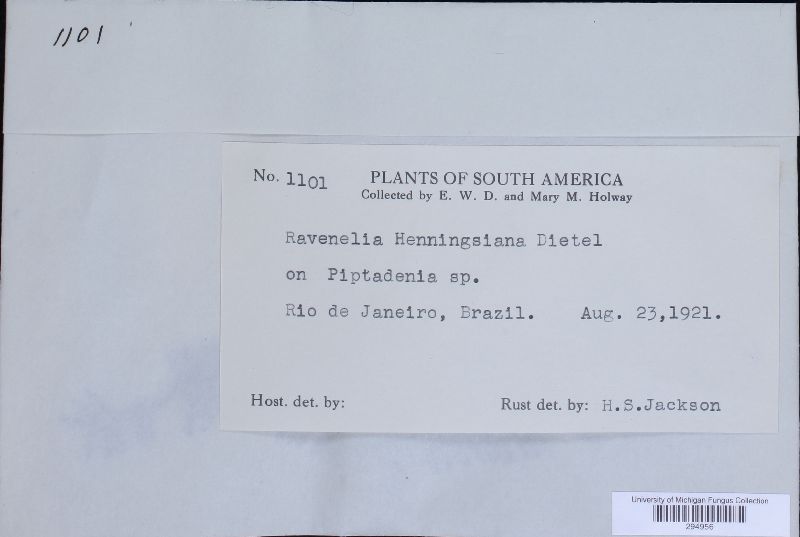 1101
No. 1101 PLANTS OF SOUTH AMERICA
Collected by E. W. D. and Mary M. Holway
Ravenelia Henningsiana Dietel
on Piptadenia sp.
Rio de Janeiro, Brazil. Aug. 23,1921.
Host. det. by: Rust det. by: H.S.Jackson
University of Michigan Fungus Collection
294956